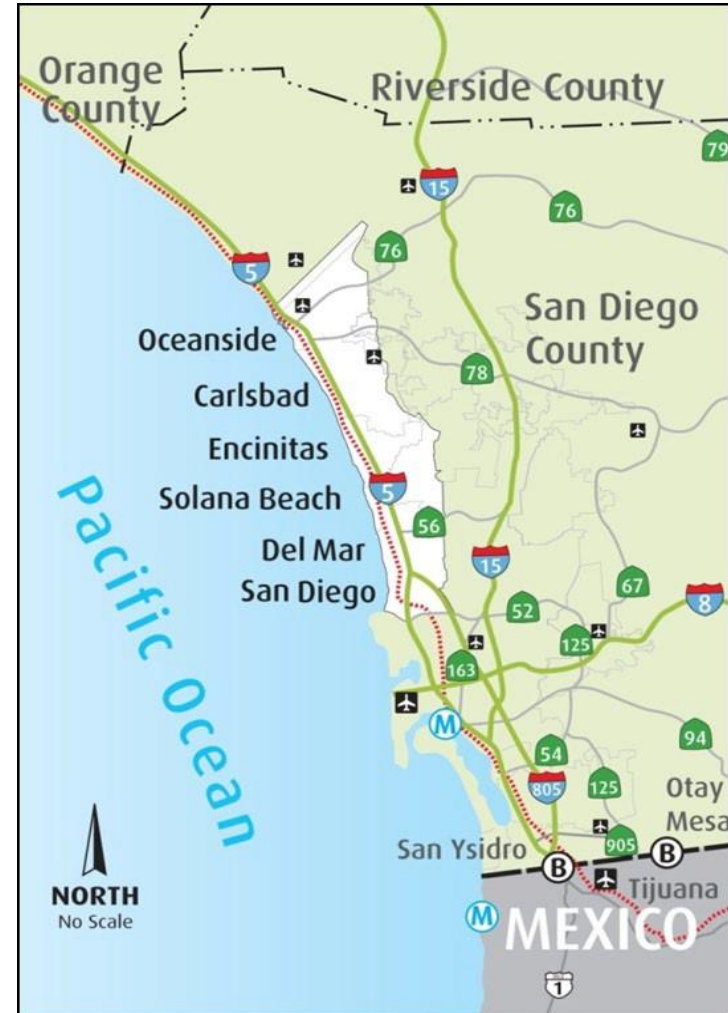 Orange
County
Riverside County
79
15
76
76
5
San Diego
County
Oceanside
78
Carlsbad
Encinitas
5
Solana Beach
56
Del Mar
15
San Diego
67
8
52
125
163
Pacific Ocean
M
94
54
805
125
Otay
Mesa
905
San Ysidro
B
B
NORTH
No Scale
Tijuana
M
MEXICO
1